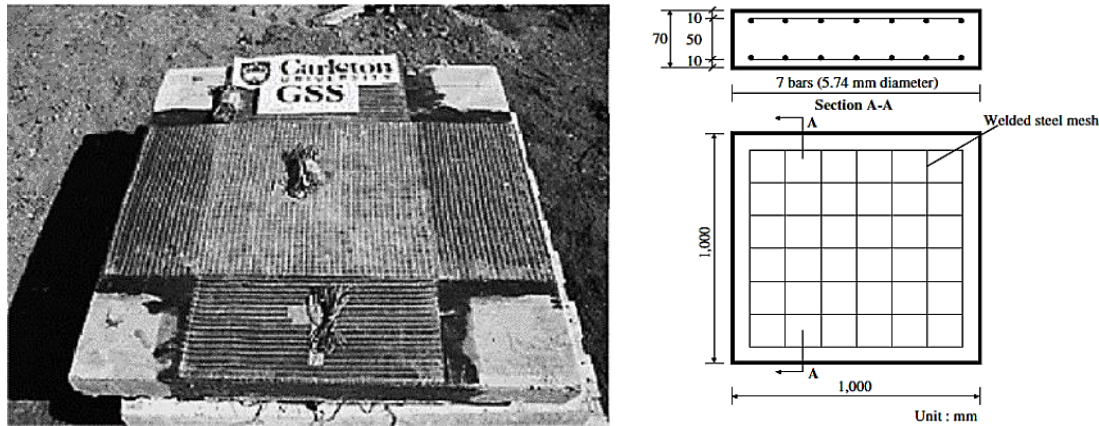 Carleton
UNIVERSITY
GSS
10
70
50
10
7 bars (5.74 mm diameter)
Section A-A
A
Welded steel mesh
1,000
A
1,000
Unit : mm